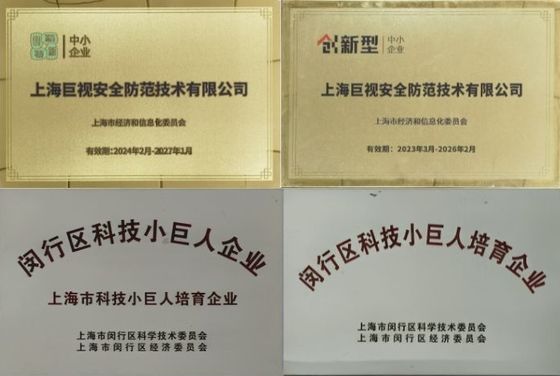 中小
企业
上海巨视安全防范技术有限公司
上海市经济和信息化委员会
有效期:2024年2月-2027年1月
创新型
中小
企业
上海巨视安全防范技术有限公司
上海市经济和信息化委员会
有效期：2023年3月-2026年2月
闵行区科技小巨人企业
上海市科技小巨人培育企业
上海市闵行区科学技术委员会
上海市闵行区经济委员会
闵行区科技小巨人培育企业
上海市闵行区科学技术委员会
上海市闵行区经济委员会